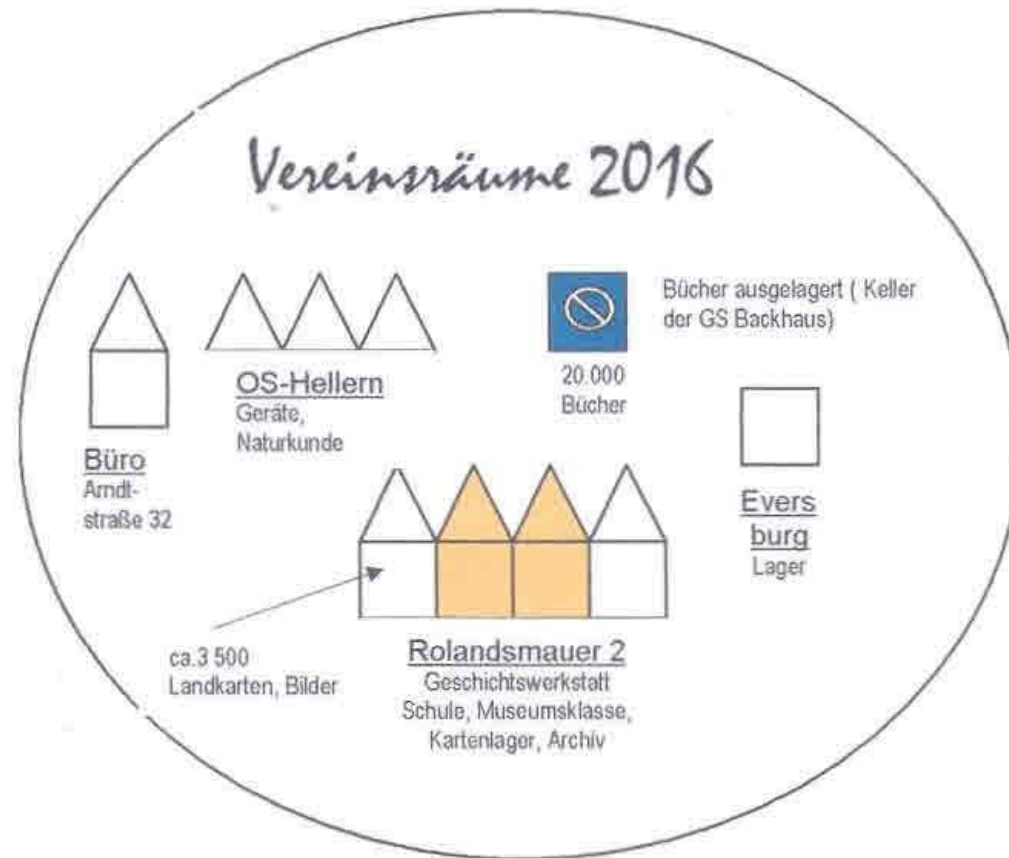 Vereinsräume 2016
Bücher ausgelagert ( Keller
der GS Backhaus)
20.000
Bücher
OS-Hellern
Geräte,
Naturkunde
Büro
Arndt-
straße 32
Evers
burg
Lager
ca.3 500
Landkarten, Bilder
Rolandsmauer 2
Geschichtswerkstatt
Schule, Museumsklasse,
Kartenlager, Archiv